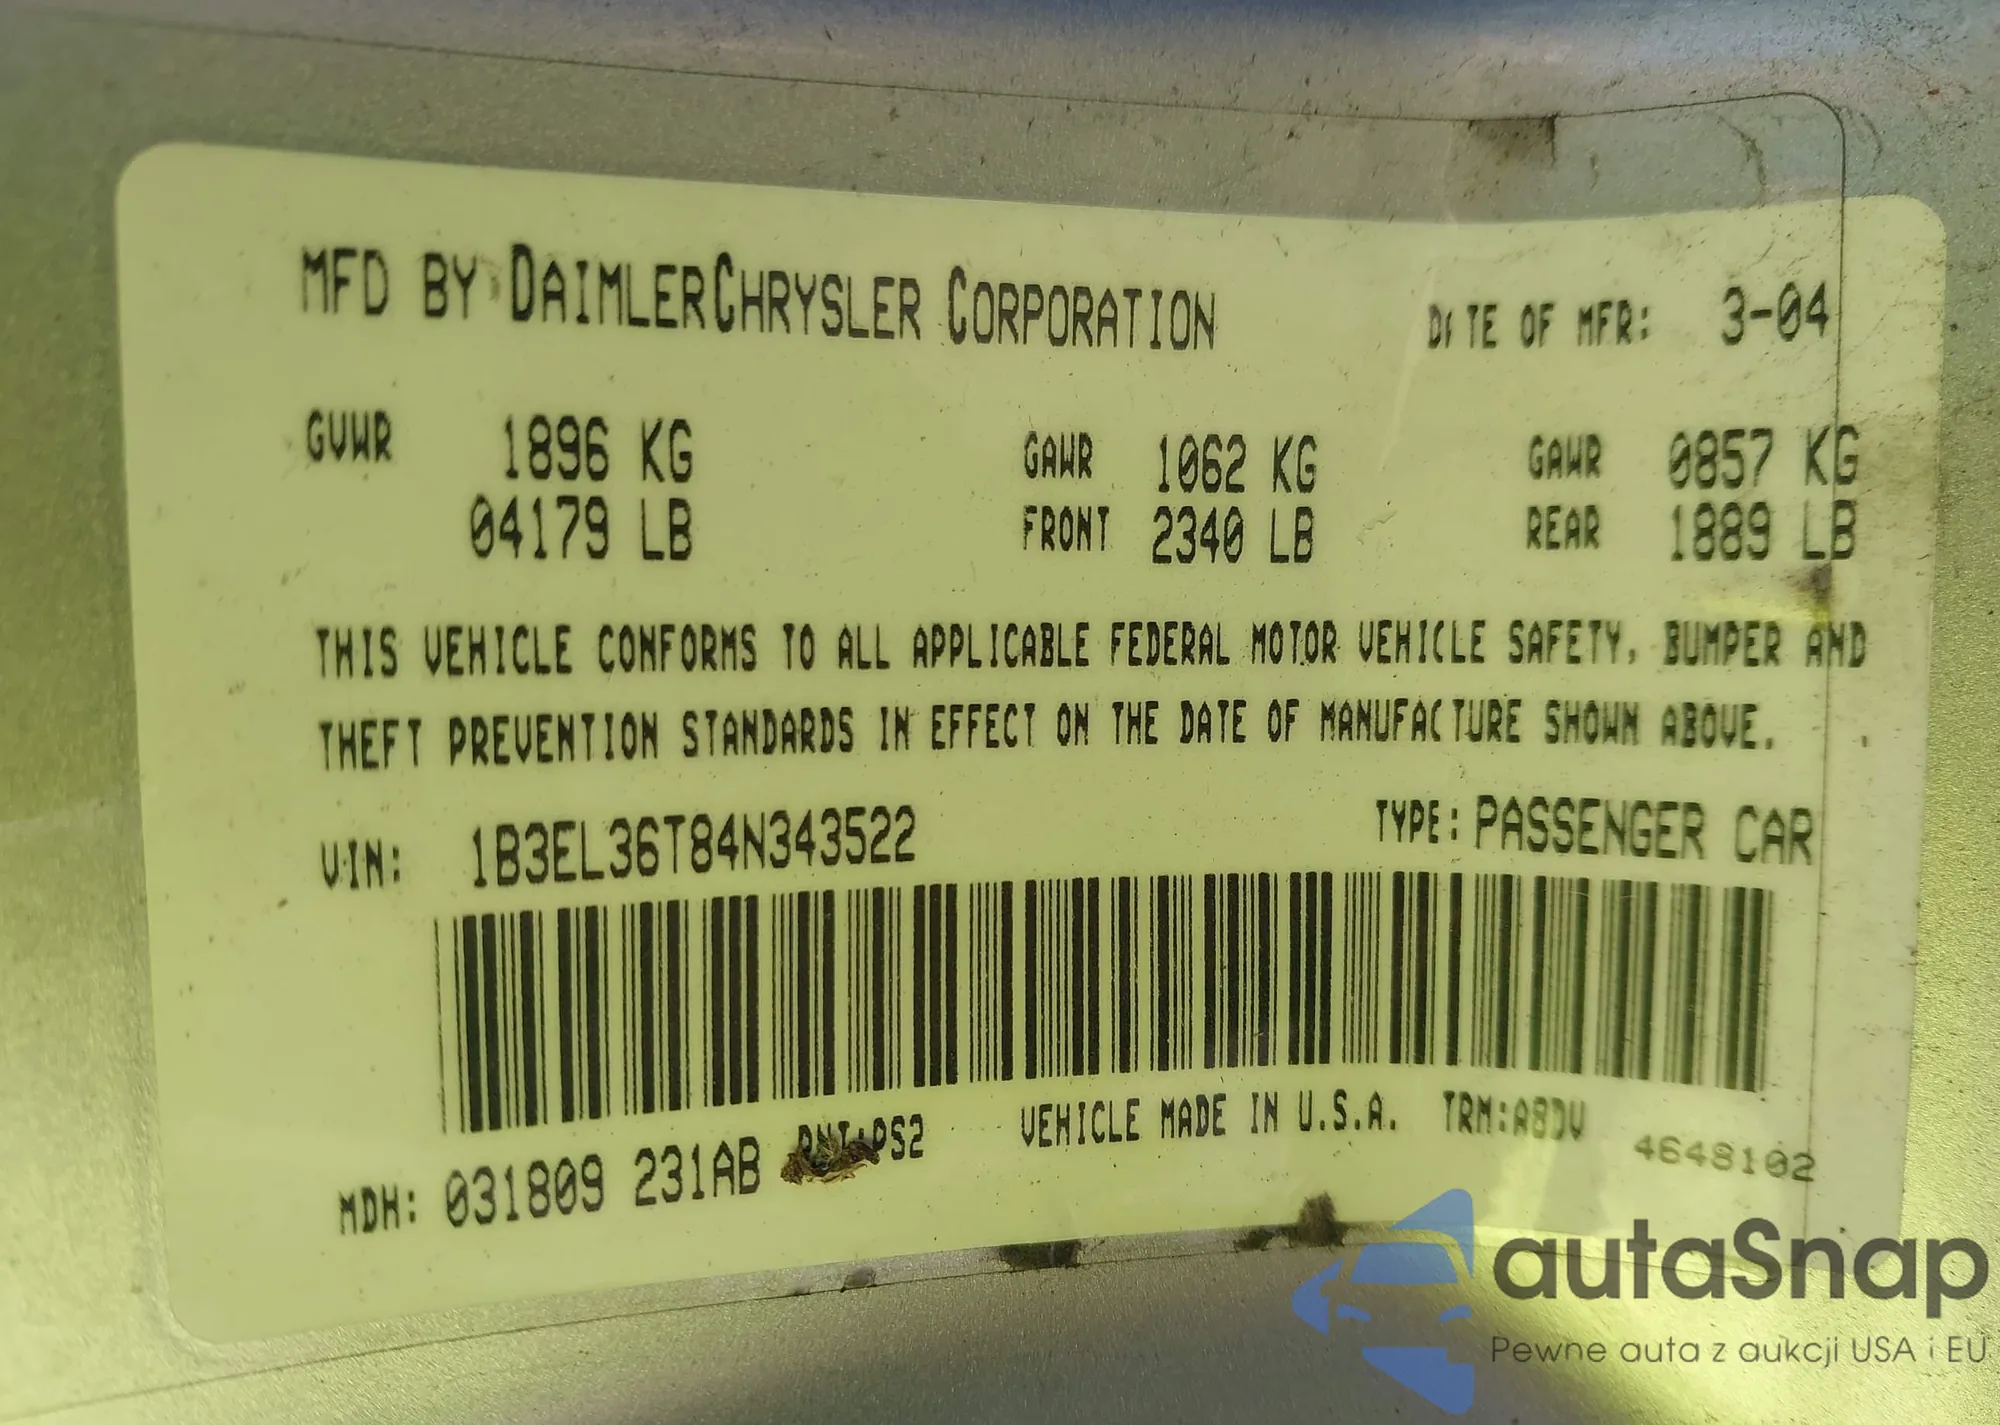 MFD BY DAIMLERCHRYSLER CORPORATION DATE OF MFR: 3-04
GVWR 1896 KG GAWR 1062 KG GAWR 0857 KG
04179 LB FRONT 2340 LB REAR 1889 LB
THIS VEHICLE CONFORMS TO ALL APPLICABLE FEDERAL MOTOR VEHICLE SAFETY, BUMPER AND
THEFT PREVENTION STANDARDS IN EFFECT ON THE DATE OF MANUFACTURE SHOWN ABOVE.
VIN: 1B3EL36T84N343522 TYPE: PASSENGER CAR
MDH: 031809 231AB PNT:PS2 VEHICLE MADE IN U.S.A. TRM:A8DV 4648102
autaSnap
Pewne auta z aukcji USA i EU